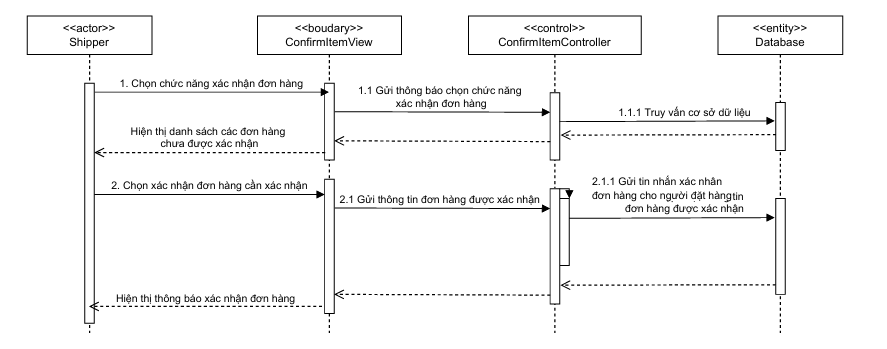 <<actor>>
Shipper
<<boudary>>
ConfirmItemView
<<control>>
ConfirmItemController
<<entity>>
Database
1. Chọn chức năng xác nhận đơn hàng
1.1 Gửi thông báo chọn chức năng
xác nhận đơn hàng
1.1.1 Truy vấn cơ sở dữ liệu
Hiện thị danh sách các đơn hàng
chưa được xác nhận
2. Chọn xác nhận đơn hàng cần xác nhận
2.1 Gửi thông tin đơn hàng được xác nhận
2.1.1 Gửi tin nhắn xác nhân
đơn hàng cho người đặt hàng
tin
đơn hàng được xác nhận
Hiện thị thông báo xác nhận đơn hàng